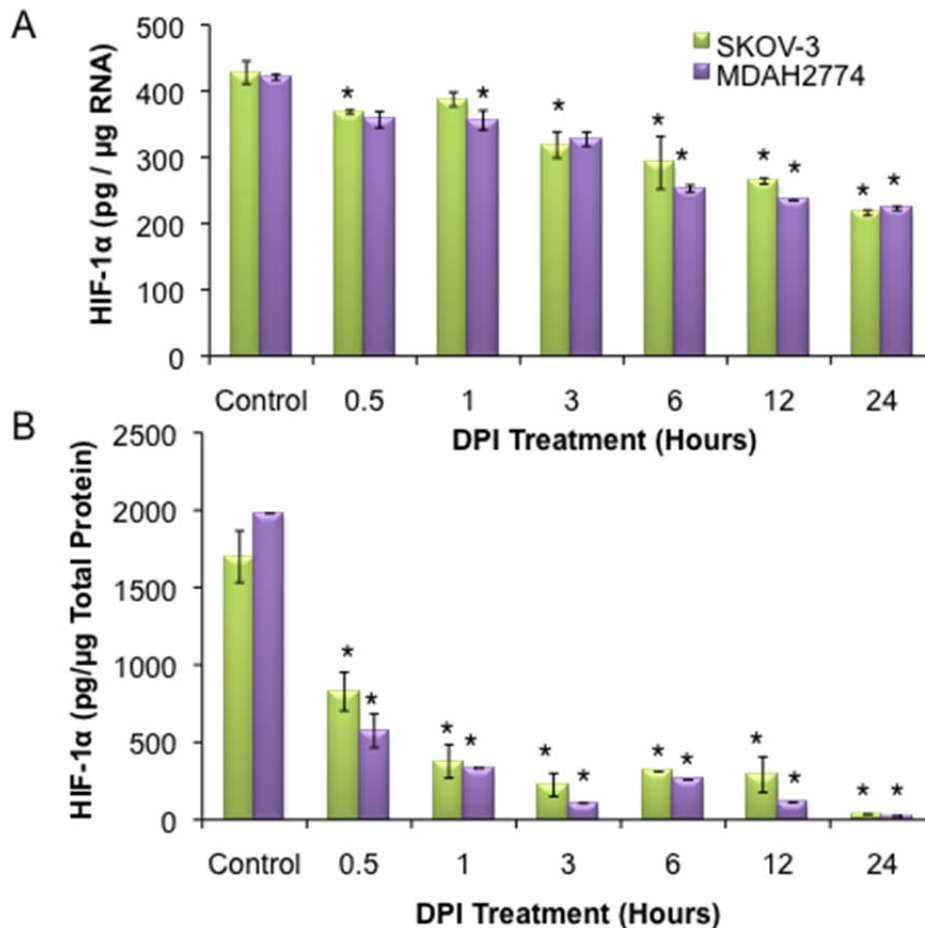 A
HIF-1α (pg / µg RNA)
500
400
300
200
100
0
SKOV-3
MDAH2774
* * * * * * * * *
Control 0.5 1 3 6 12 24
DPI Treatment (Hours)
B
HIF-1α (pg/µg Total Protein)
2500
2000
1500
1000
500
0
* * * * * * * * * * * *
Control 0.5 1 3 6 12 24
DPI Treatment (Hours)